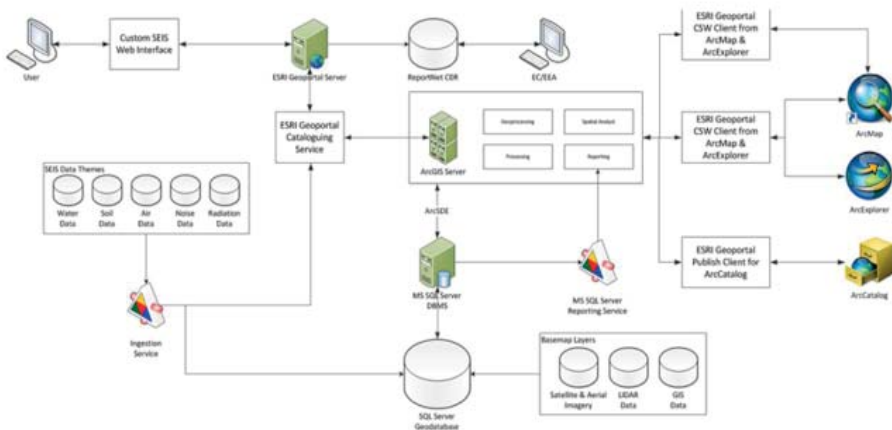 User
Custom SEIS
Web Interface
ESRI Geoportal Server
ReportNet CDR
EC/EEA
ESRI Geoportal
CSW Client from
ArcMap &
ArcExplorer
ArcMap
ESRI Geoportal
Cataloguing
Service
ArcGIS Server
Geoprocessing
Spatial Analyst
Processing
Reporting
ESRI Geoportal
CSW Client from
ArcMap &
ArcExplorer
ArcExplorer
SEIS Data Themes
Water
Data
Soil
Data
Air
Data
Noise
Data
Radiation
Data
ArcSDE
MS SQL Server
DBMS
MS SQL Server
Reporting Service
ESRI Geoportal
Publish Client for
ArcCatalog
ArcCatalog
Ingestion
Service
SQL Server
Geodatabase
Basemap Layers
Satellite & Aerial
Imagery
LIDAR
Data
GIS
Data